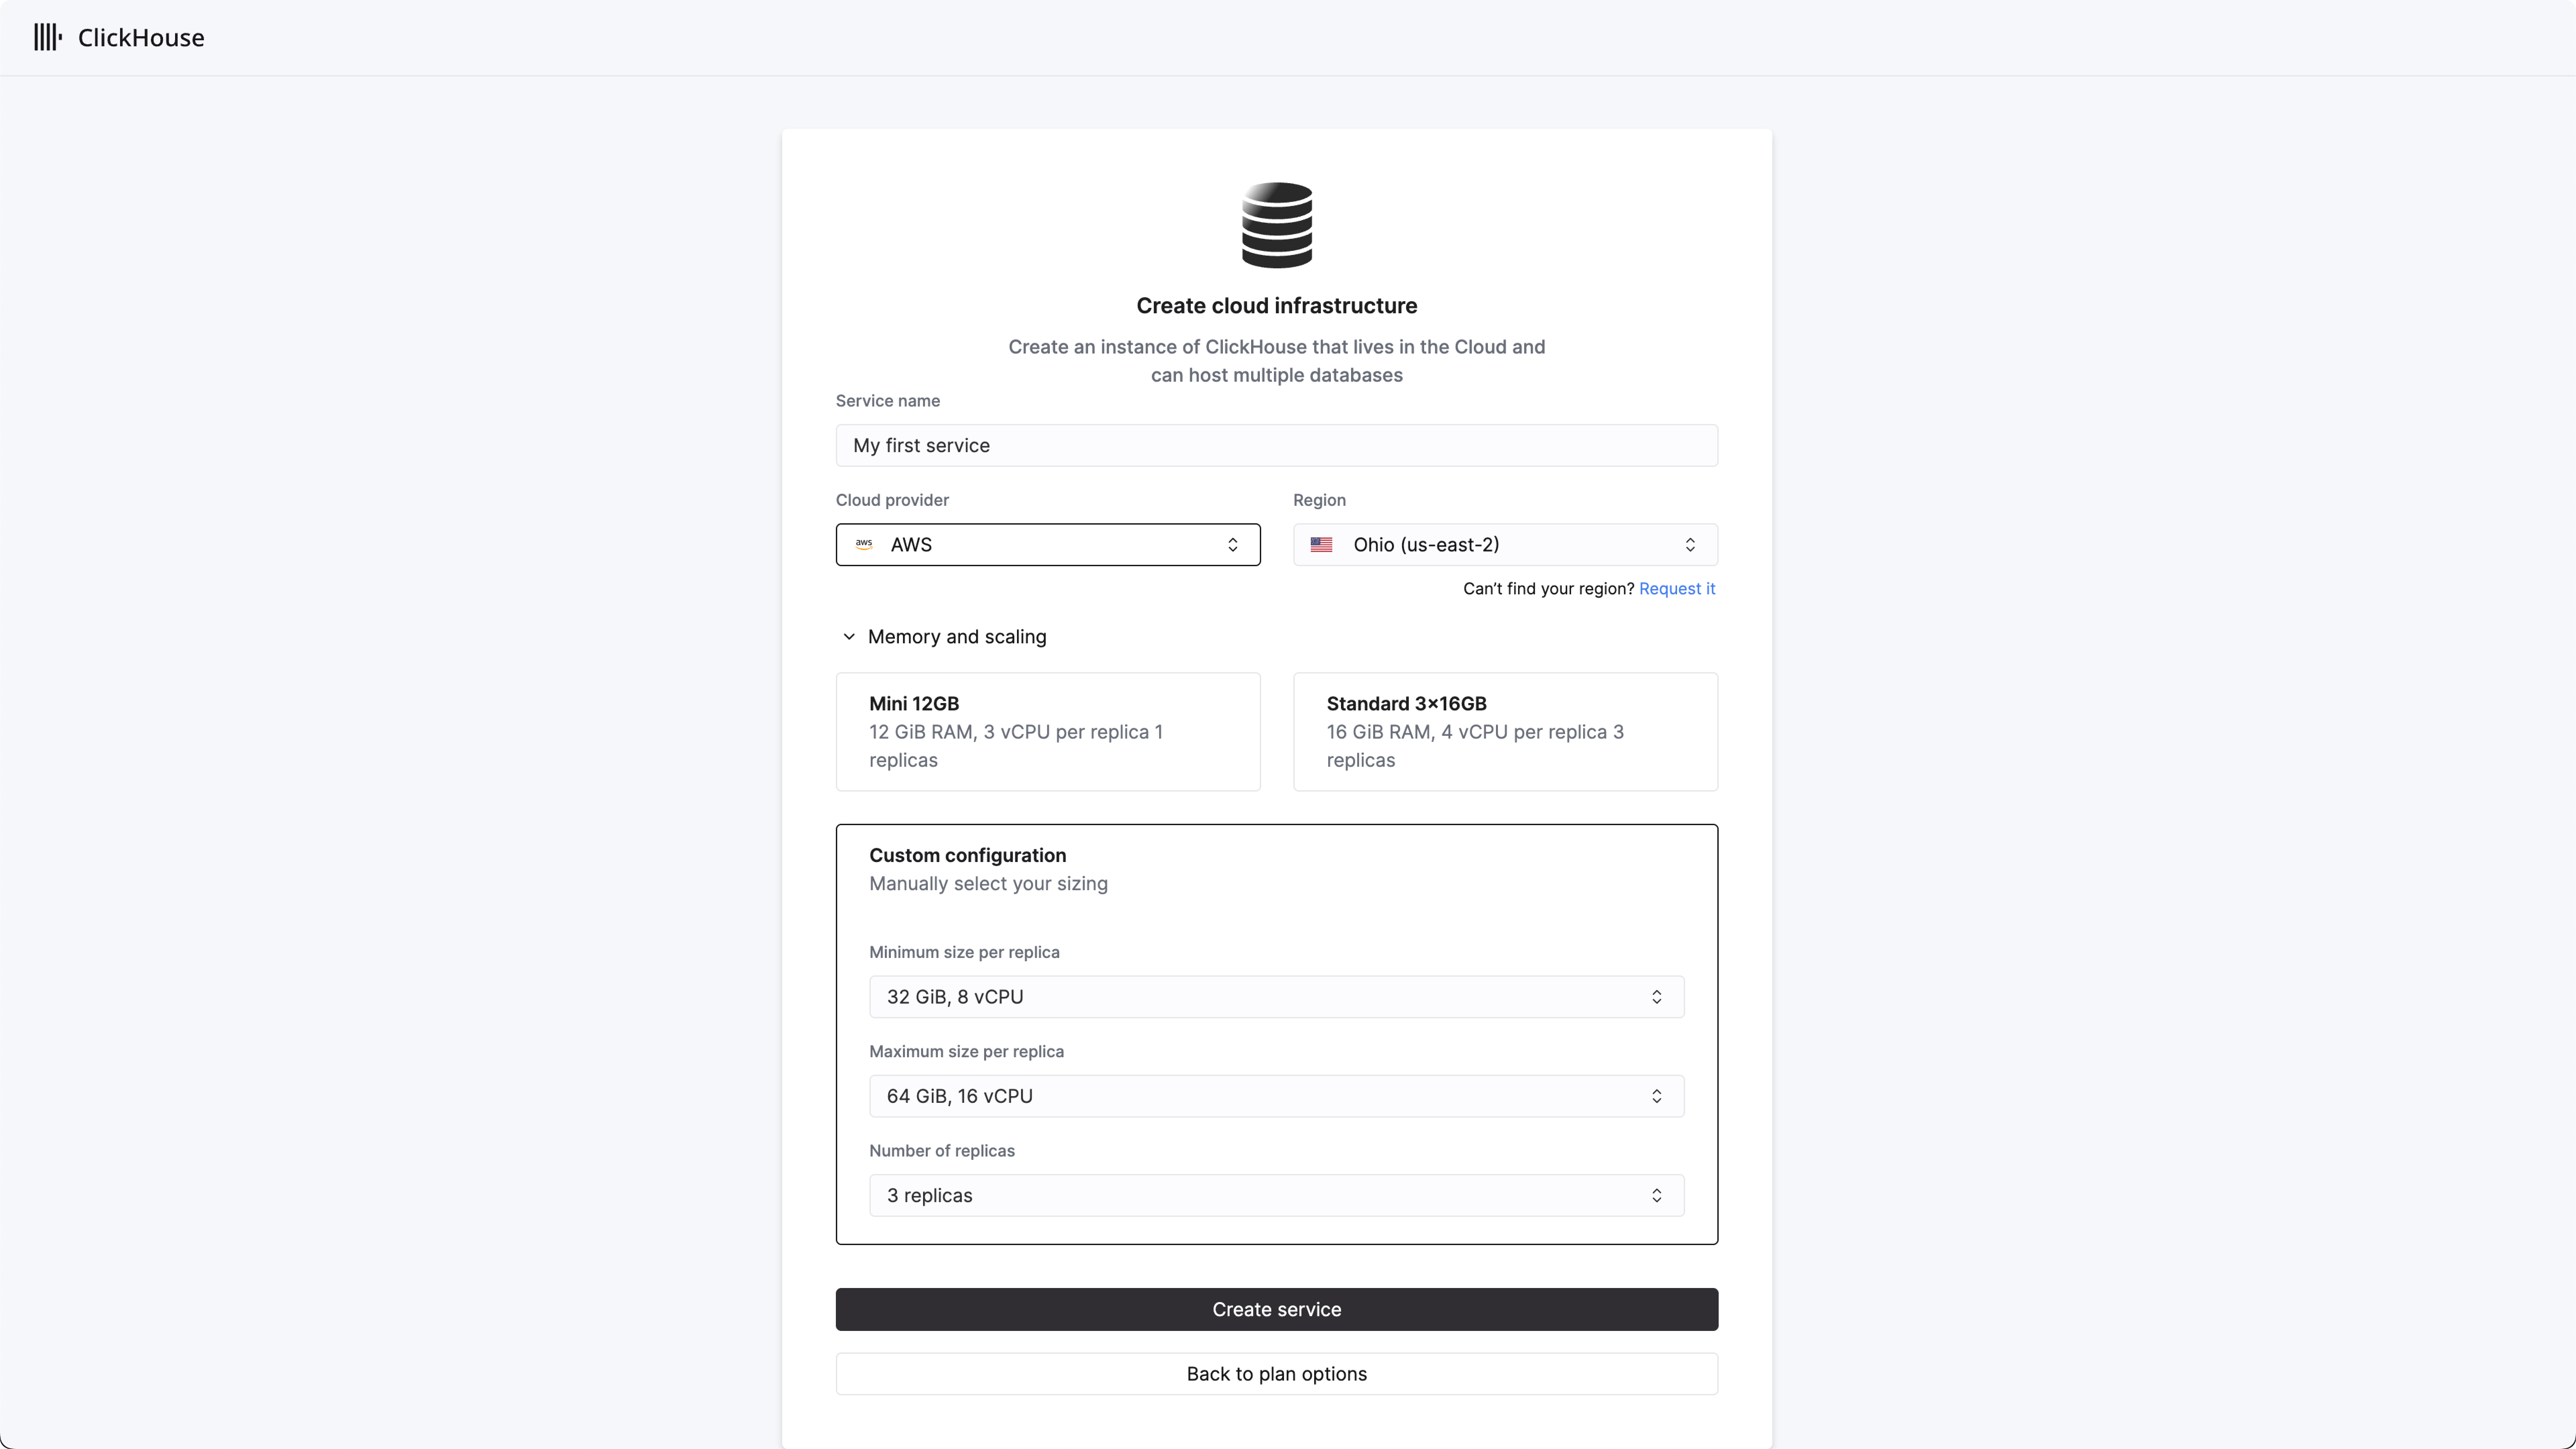 ClickHouse
Create cloud infrastructure
Create an instance of ClickHouse that lives in the Cloud and
can host multiple databases
Service name
My first service
Cloud provider
Region
aws AWS
Ohio (us-east-2)
Can’t find your region? Request it
Memory and scaling
Mini 12GB
12 GiB RAM, 3 vCPU per replica 1
replicas
Standard 3×16GB
16 GiB RAM, 4 vCPU per replica 3
replicas
Custom configuration
Manually select your sizing
Minimum size per replica
32 GiB, 8 vCPU
Maximum size per replica
64 GiB, 16 vCPU
Number of replicas
3 replicas
Create service
Back to plan options